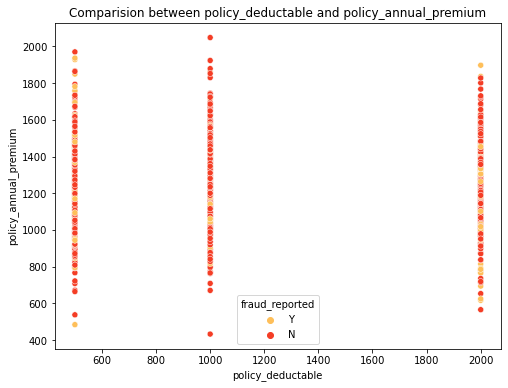 Comparision between policy_deductable and policy_annual_premium
2000
1800
1600
1400
1200
1000
800
600
400
policy_annual_premium
fraud_reported
Y
N
600 800 1000 1200 1400 1600 1800 2000
policy_deductable